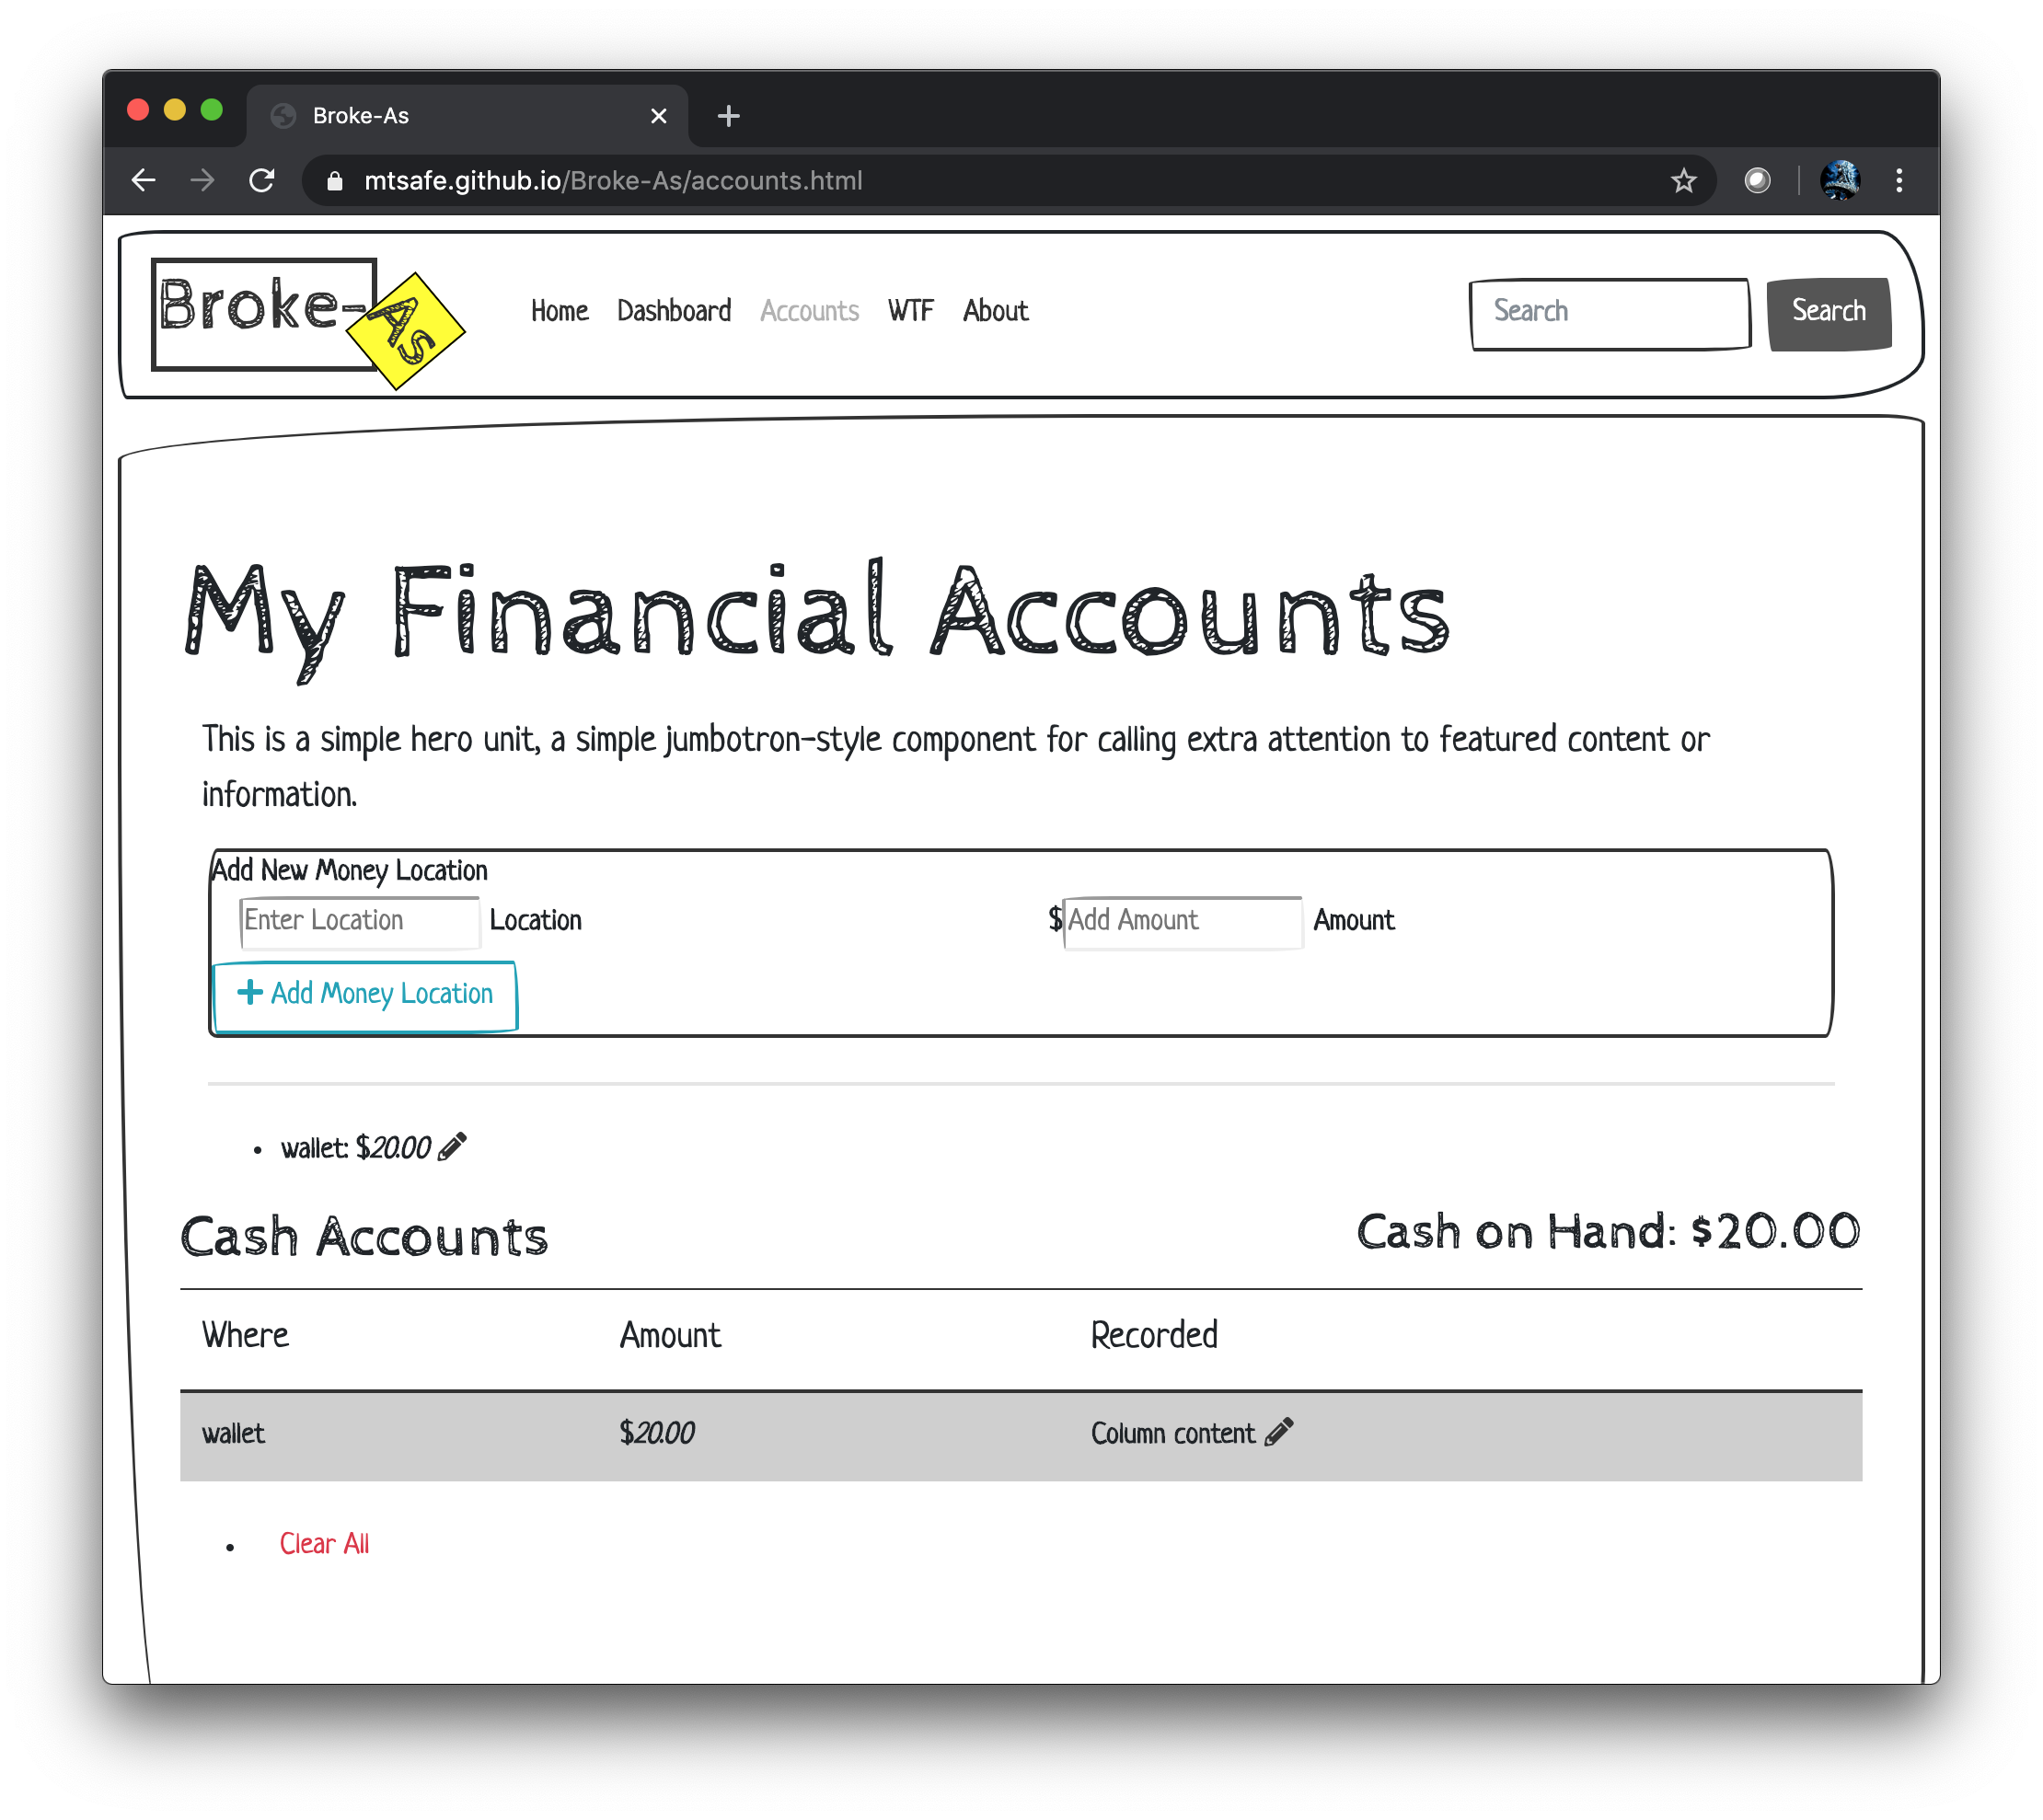 Broke-As
mtsafe.github.io/Broke-As/accounts.html
Broke-As
Home Dashboard Accounts WTF About
Search Search
My Financial Accounts
This is a simple hero unit, a simple jumbotron-style component for calling extra attention to featured content or
information.
Add New Money Location
Enter Location Location $ Add Amount Amount
Add Money Location
• wallet: $20.00
Cash Accounts Cash on Hand: $20.00
Where Amount Recorded
wallet $20.00 Column content
• Clear All